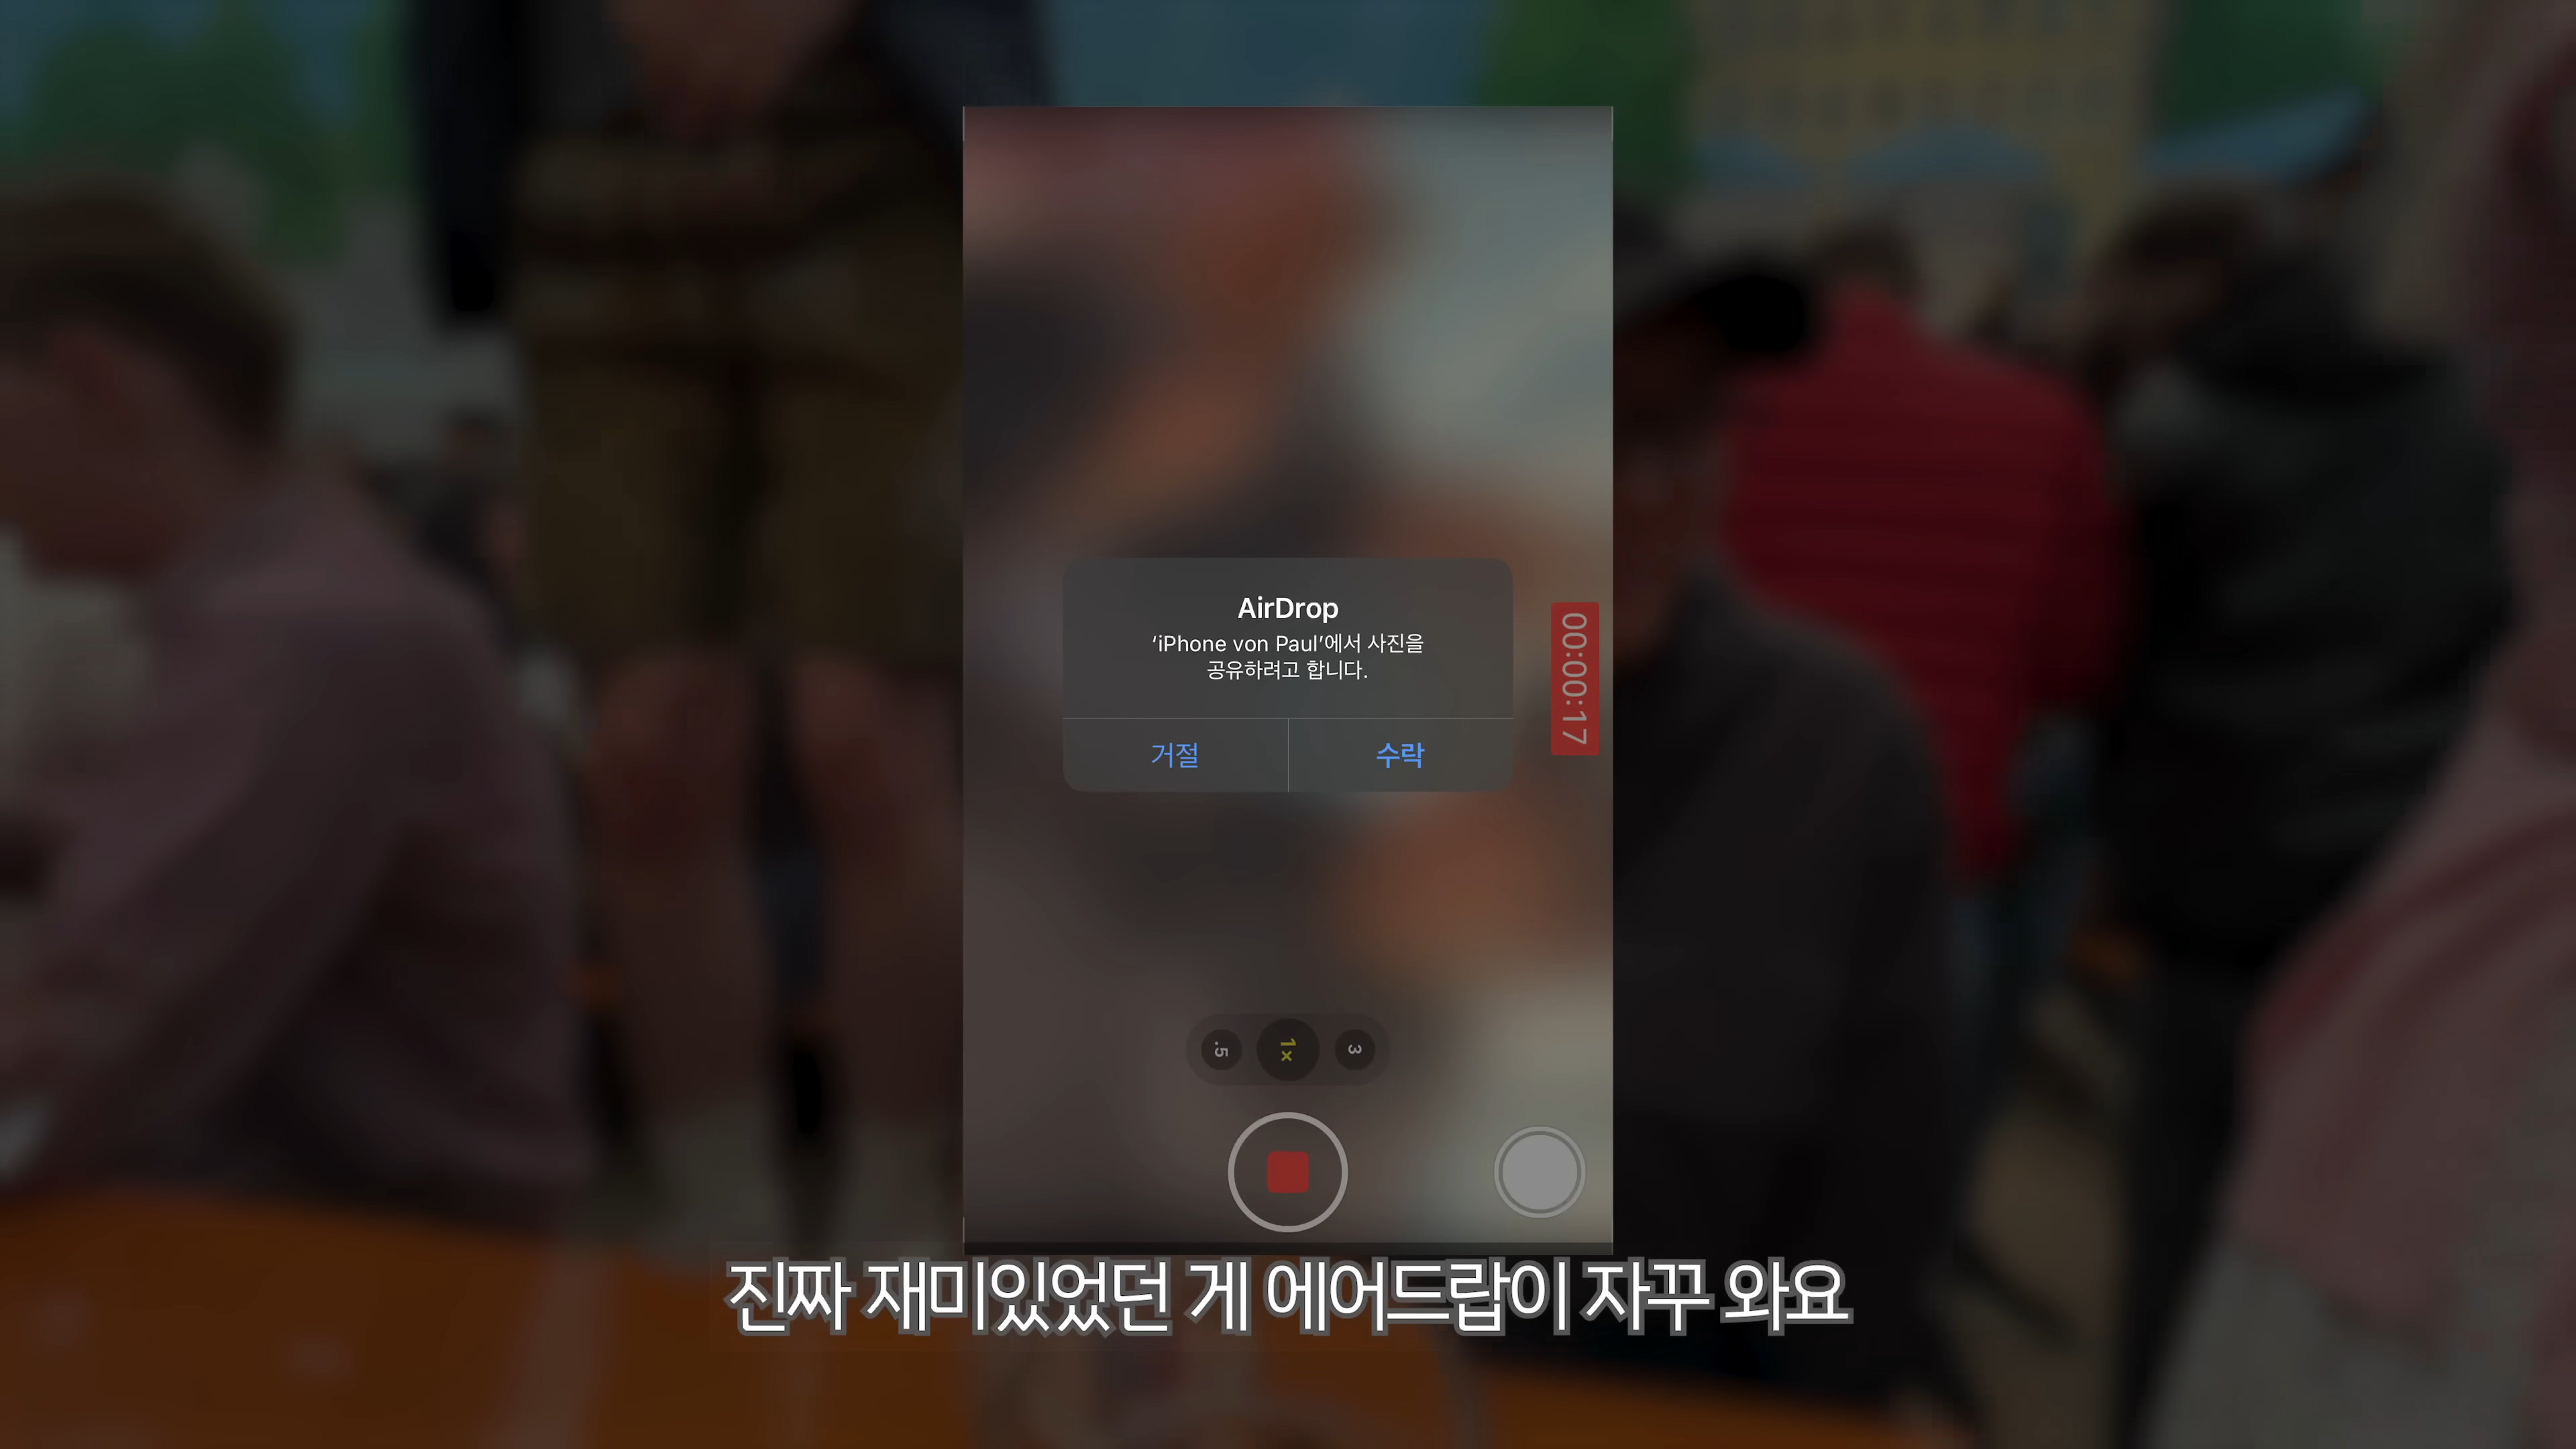 AirDrop
‘iPhone von Paul’에서 사진을
공유하려고 합니다.
거절 수락
00:00:17
.5 1× 3
진짜 재미있었던 게 에어드랍이 자꾸 와요